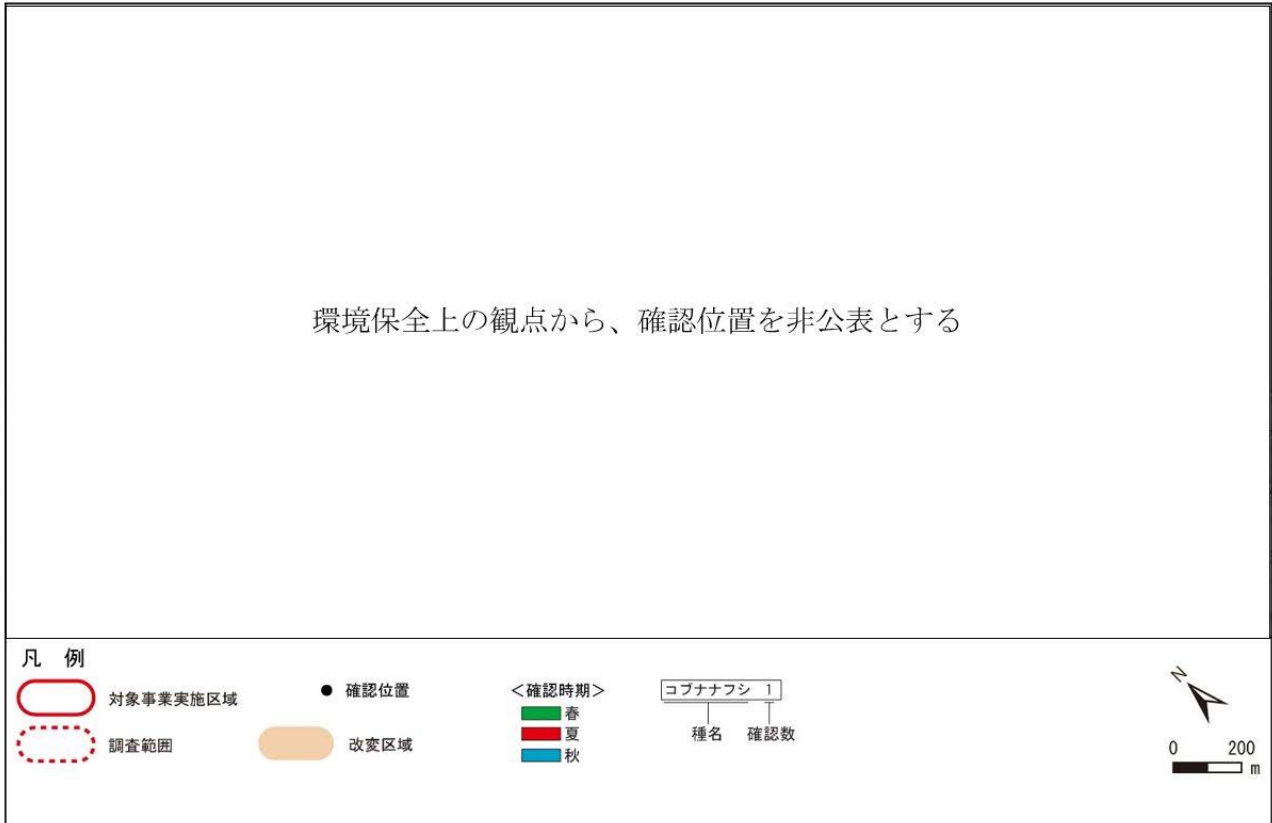 環境保全上の観点から、確認位置を非公表とする
凡 例
対象事業実施区域
調査範囲
確認位置
改変区域
＜確認時期＞
春
夏
秋
コブナナフシ 1
種名 確認数
N
0 200
m